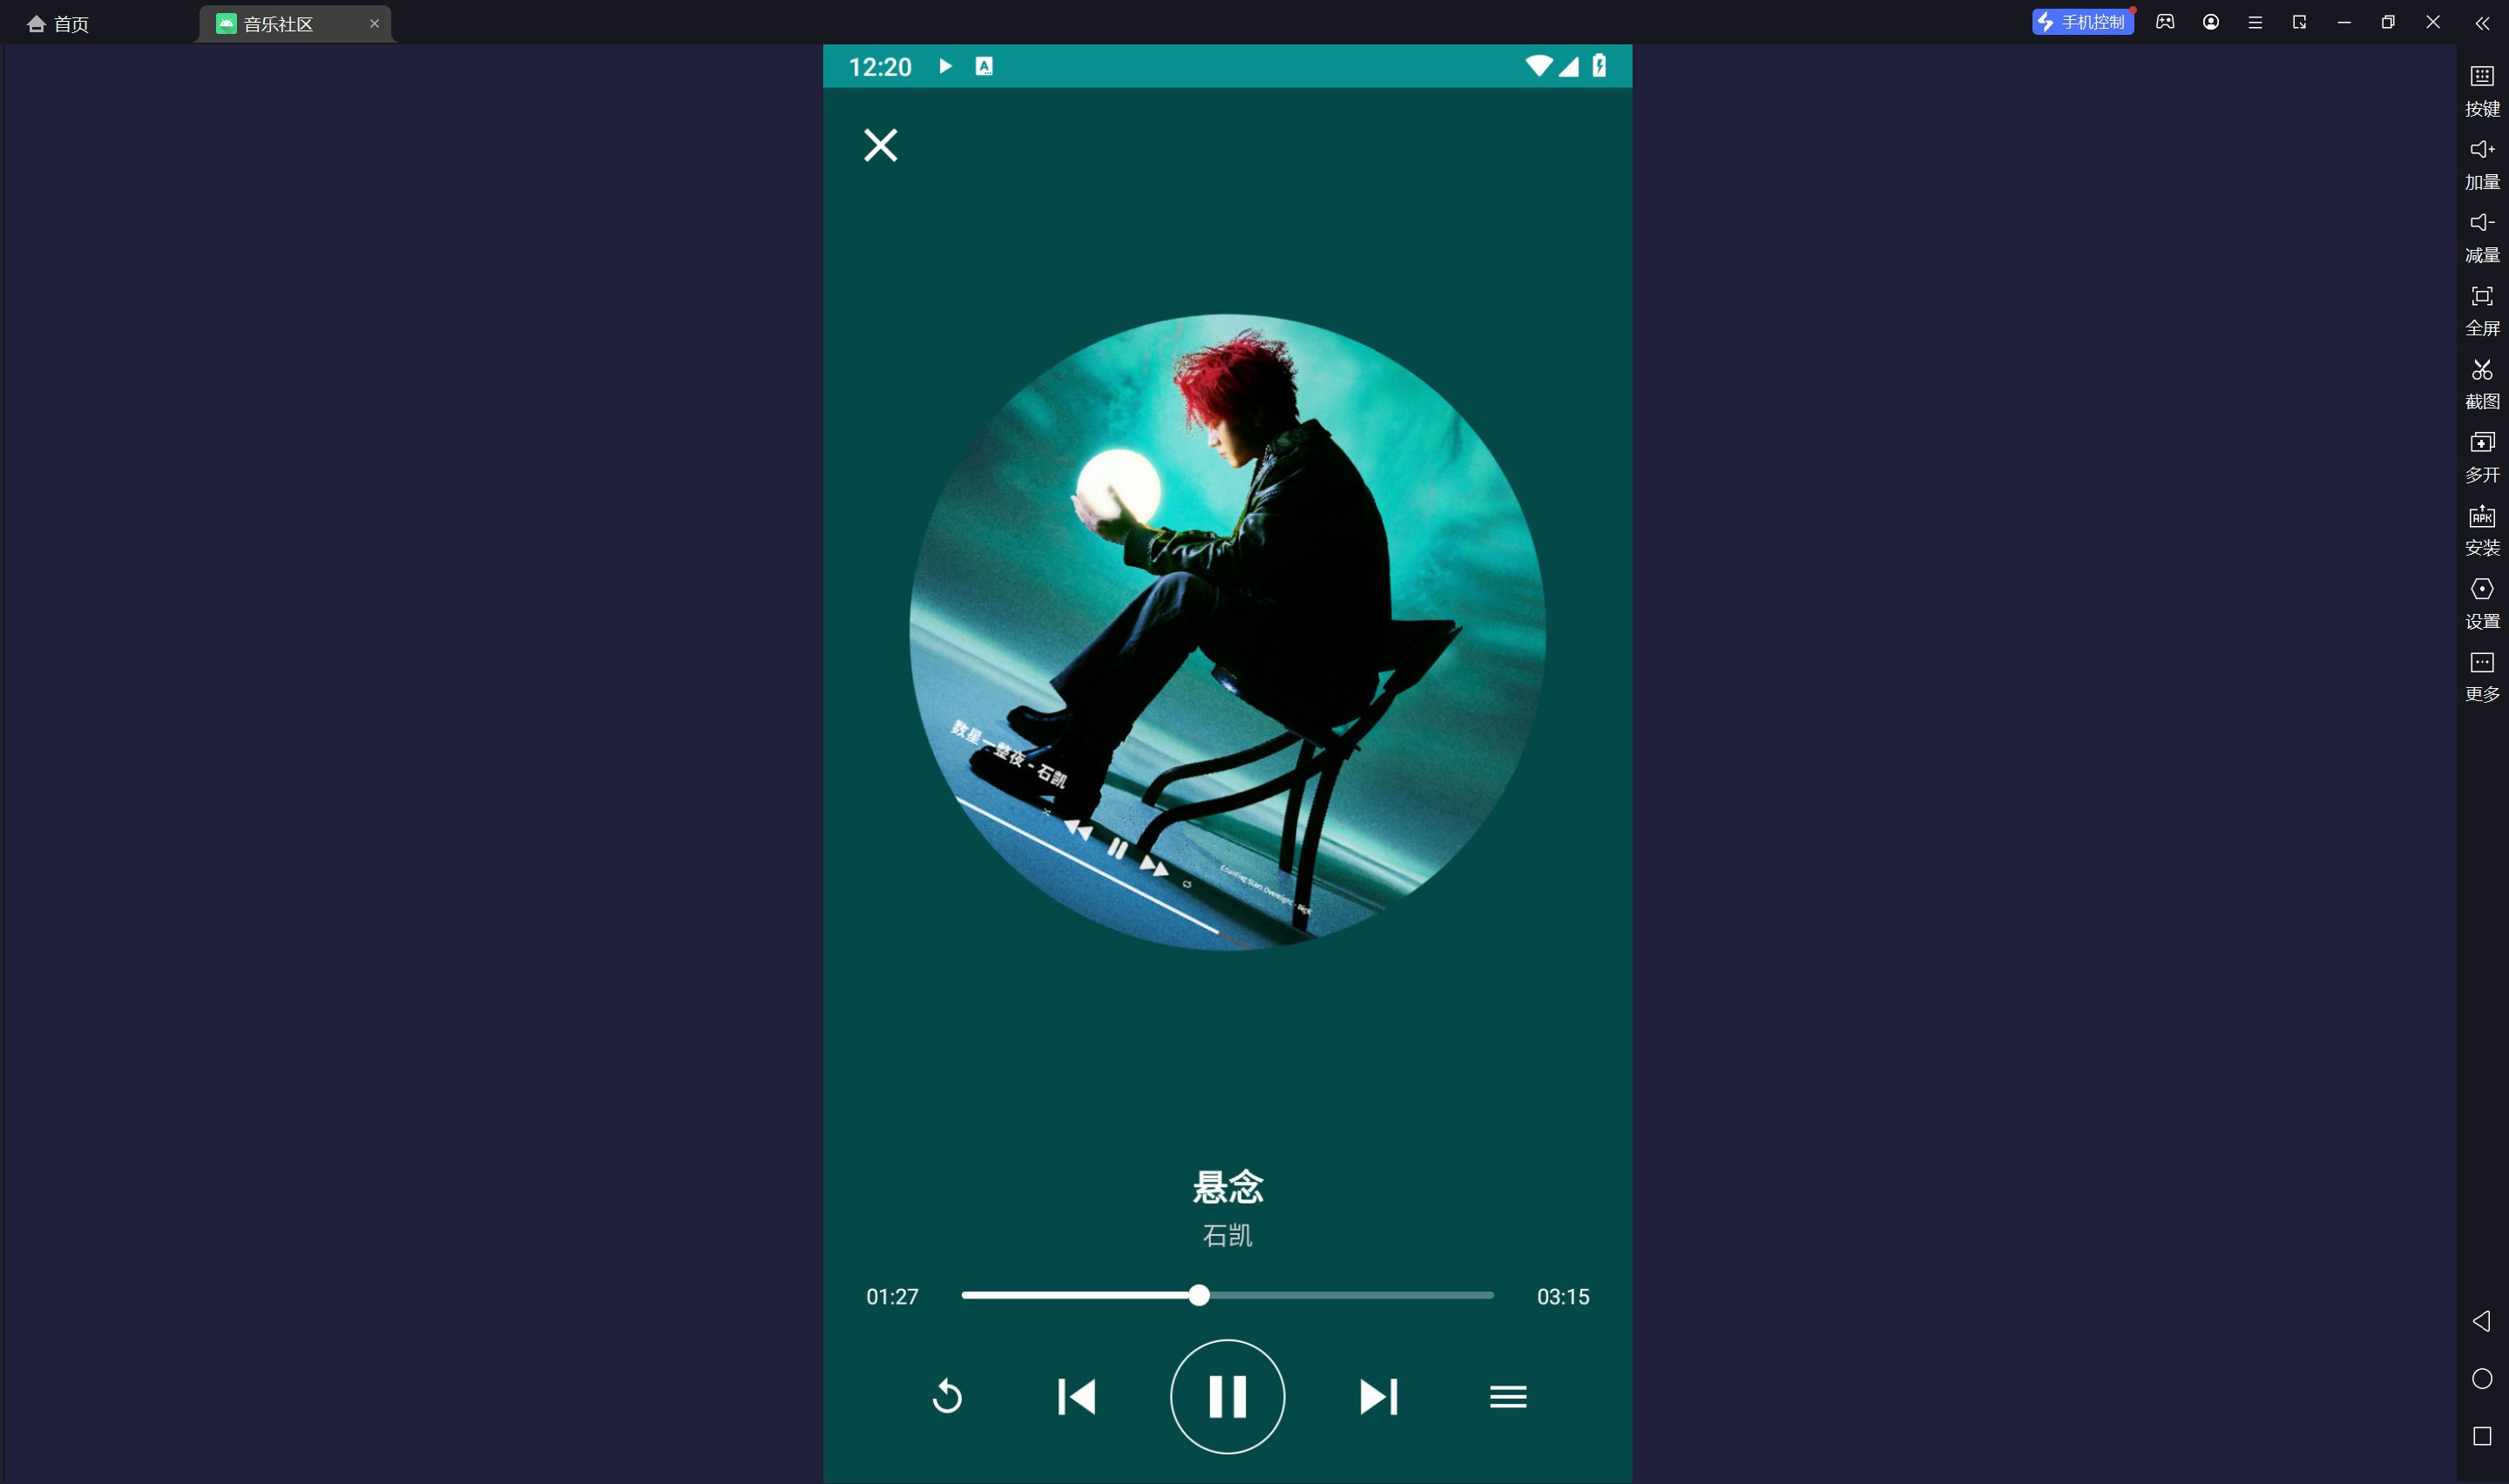 首页
音乐社区
手机控制
12:20
A
按键
加量
减量
全屏
截图
多开
APK
安装
设置
更多
数星一整夜 - 石凯
Counting Stars Overnight - BigK
悬念
石凯
01:27
03:15